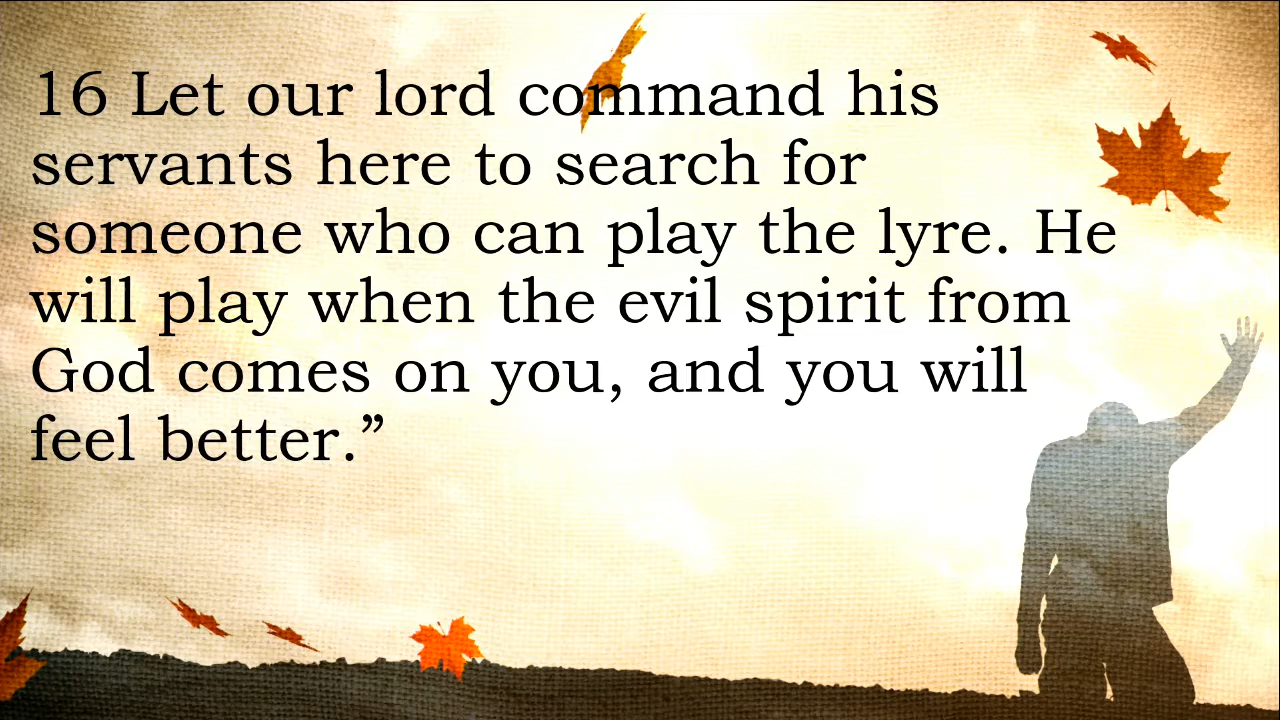 16 Let our lord command his
servants here to search for
someone who can play the lyre. He
will play when the evil spirit from
God comes on you, and you will
feel better.”